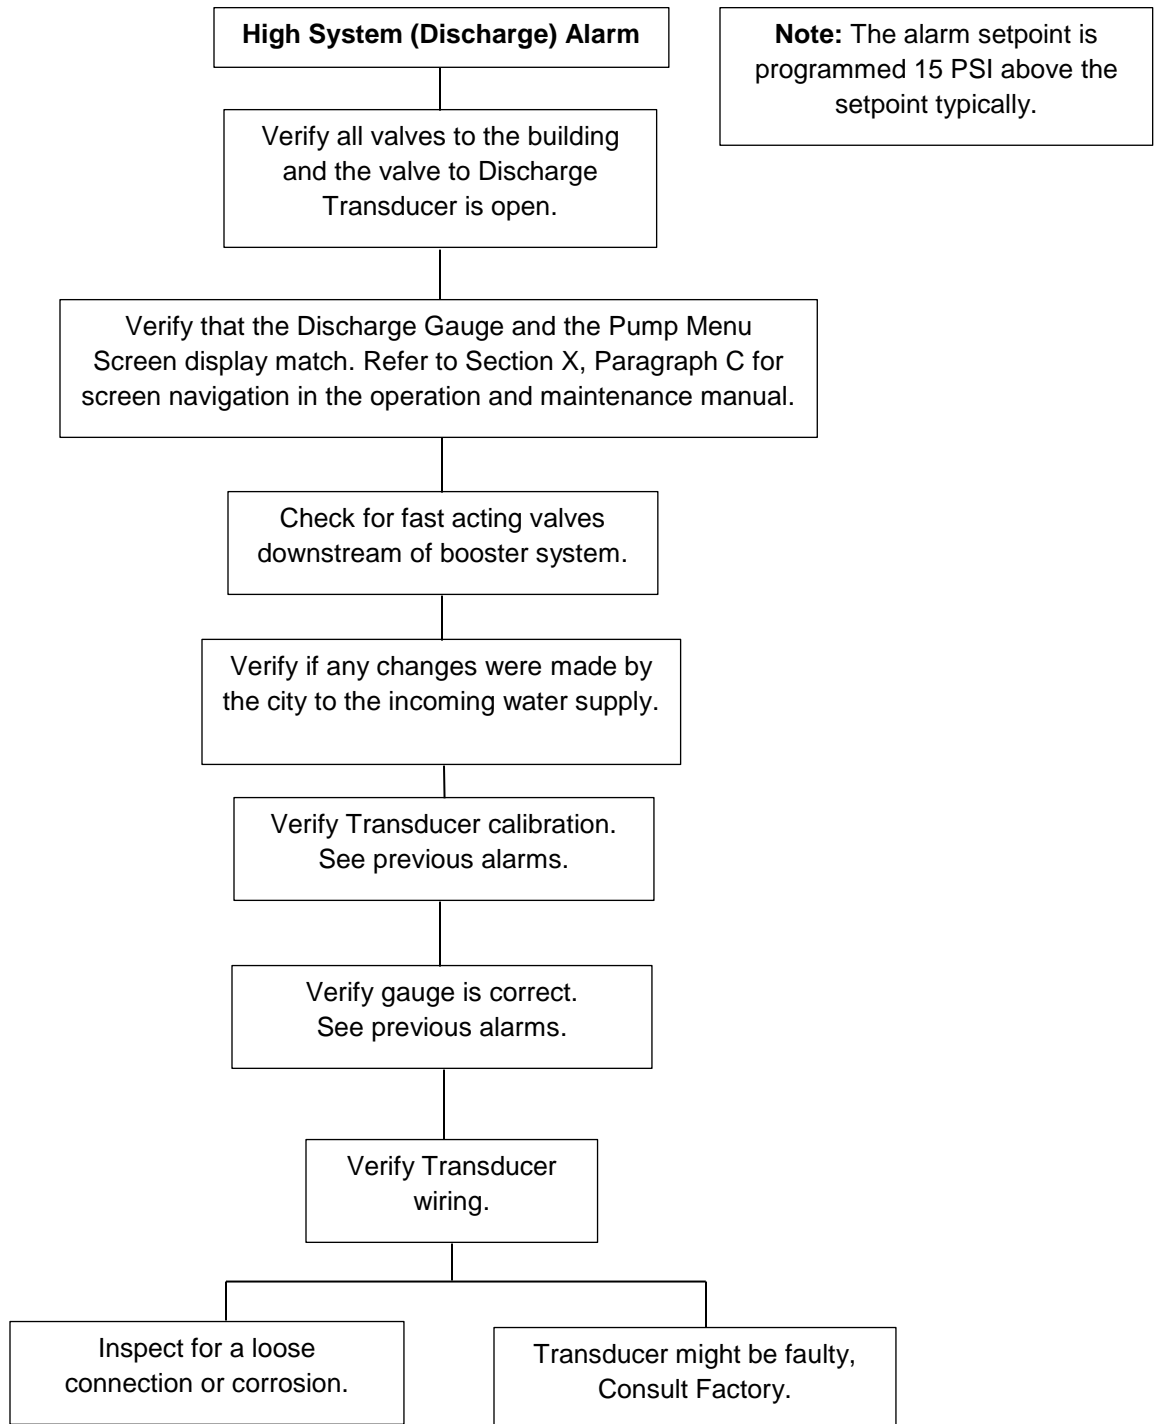 High System (Discharge) Alarm
Note: The alarm setpoint is
programmed 15 PSI above the
setpoint typically.
Verify all valves to the building
and the valve to Discharge
Transducer is open.
Verify that the Discharge Gauge and the Pump Menu
Screen display match. Refer to Section X, Paragraph C for
screen navigation in the operation and maintenance manual.
Check for fast acting valves
downstream of booster system.
Verify if any changes were made by
the city to the incoming water supply.
Verify Transducer calibration.
See previous alarms.
Verify gauge is correct.
See previous alarms.
Verify Transducer
wiring.
Inspect for a loose
connection or corrosion.
Transducer might be faulty,
Consult Factory.